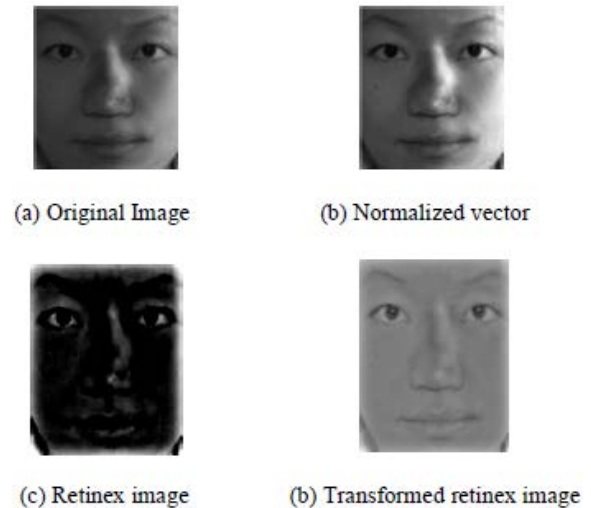 (a) Original Image
(b) Normalized vector
(c) Retinex image
(b) Transformed retinex image